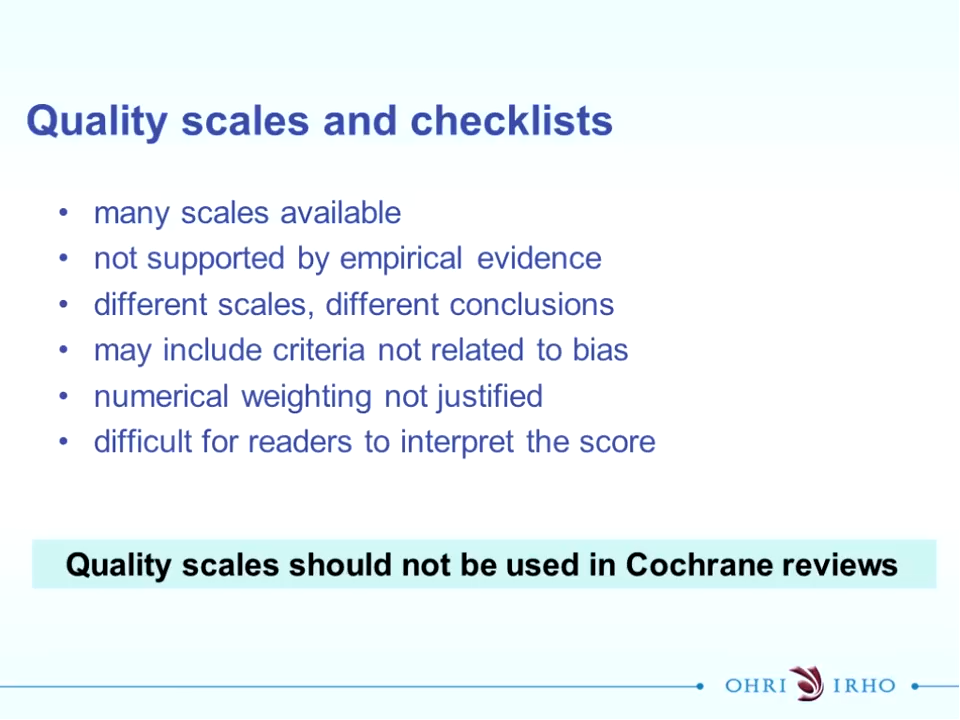 Quality scales and checklists
• many scales available
• not supported by empirical evidence
• different scales, different conclusions
• may include criteria not related to bias
• numerical weighting not justified
• difficult for readers to interpret the score
Quality scales should not be used in Cochrane reviews
OHRI IRHO